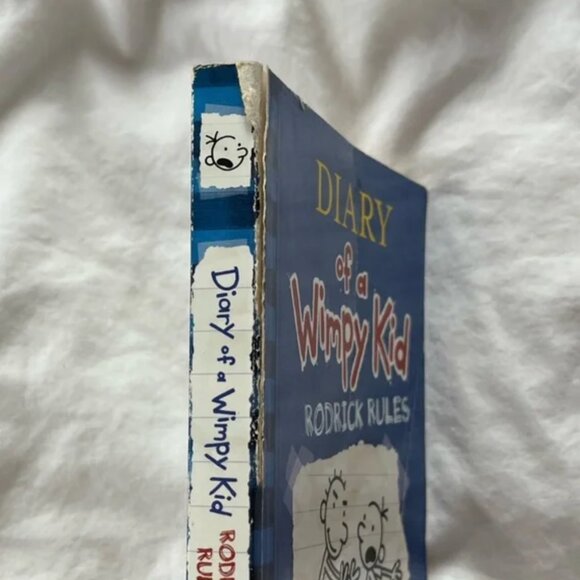 Diary of a Wimpy Kid
DIARY
of a
Wimpy Kid
RODRICK RULES